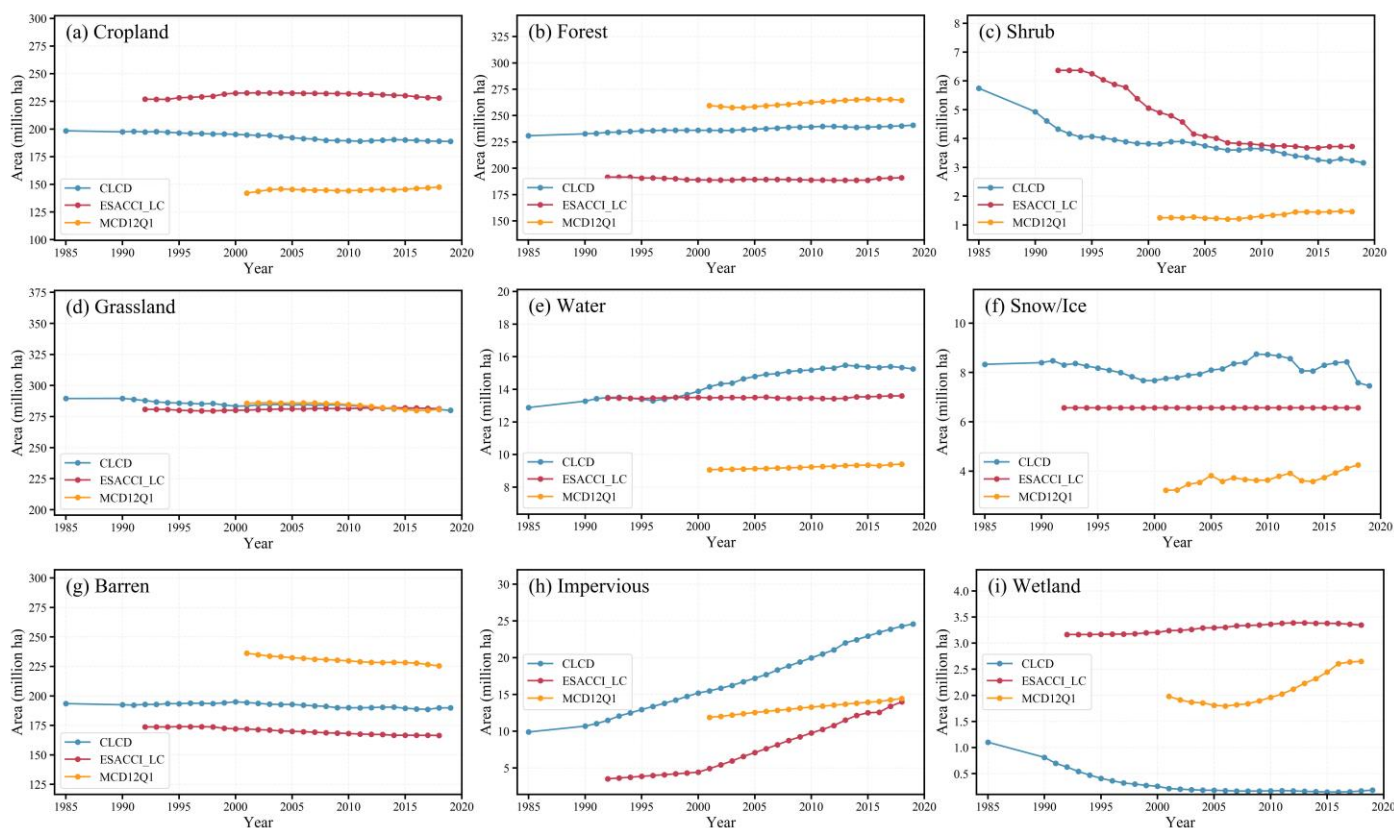 (a) Cropland
Area (million ha)
300
275
250
225
200
175
150
125
100
CLCD
ESACCI_LC
MCD12Q1
1985
1990
1995
2000
2005
2010
2015
2020
Year
(b) Forest
Area (million ha)
325
300
275
250
225
200
175
150
CLCD
ESACCI_LC
MCD12Q1
1985
1990
1995
2000
2005
2010
2015
2020
Year
(c) Shrub
Area (million ha)
8
7
6
5
4
3
2
1
CLCD
ESACCI_LC
MCD12Q1
1985
1990
1995
2000
2005
2010
2015
2020
Year
(d) Grassland
Area (million ha)
375
350
325
300
275
250
225
200
CLCD
ESACCI_LC
MCD12Q1
1985
1990
1995
2000
2005
2010
2015
2020
Year
(e) Water
Area (million ha)
20
18
16
14
12
10
8
CLCD
ESACCI_LC
MCD12Q1
1985
1990
1995
2000
2005
2010
2015
2020
Year
(f) Snow/Ice
Area (million ha)
10
8
6
4
CLCD
ESACCI_LC
MCD12Q1
1985
1990
1995
2000
2005
2010
2015
2020
Year
(g) Barren
Area (million ha)
300
275
250
225
200
175
150
125
CLCD
ESACCI_LC
MCD12Q1
1985
1990
1995
2000
2005
2010
2015
2020
Year
(h) Impervious
Area (million ha)
30
25
20
15
10
5
CLCD
ESACCI_LC
MCD12Q1
1985
1990
1995
2000
2005
2010
2015
2020
Year
(i) Wetland
Area (million ha)
4.0
3.5
3.0
2.5
2.0
1.5
1.0
0.5
CLCD
ESACCI_LC
MCD12Q1
1985
1990
1995
2000
2005
2010
2015
2020
Year